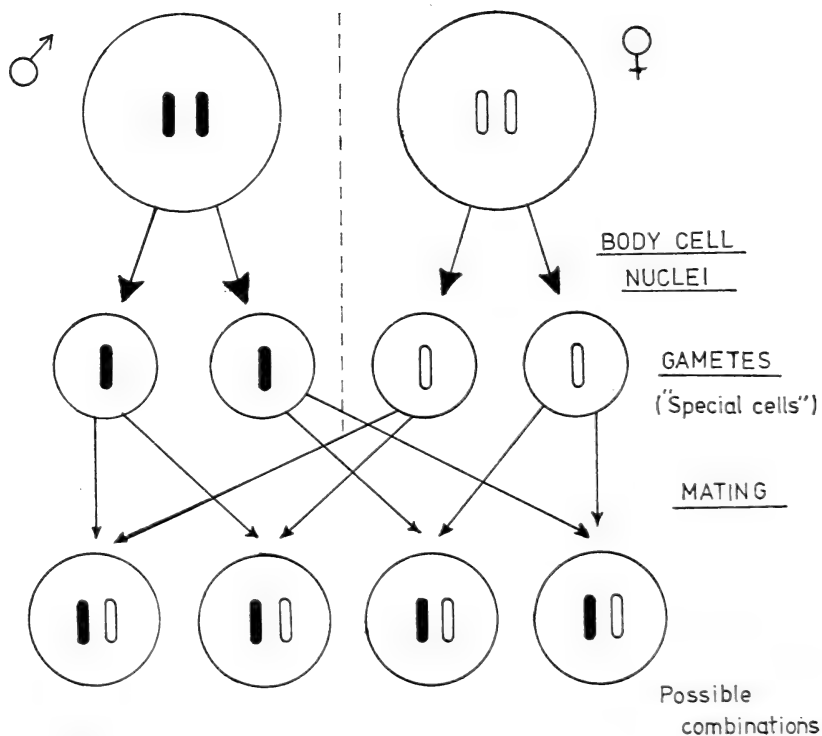 BODY CELL
NUCLEI
GAMETES
("Special cells")
MATING
Possible
combinations